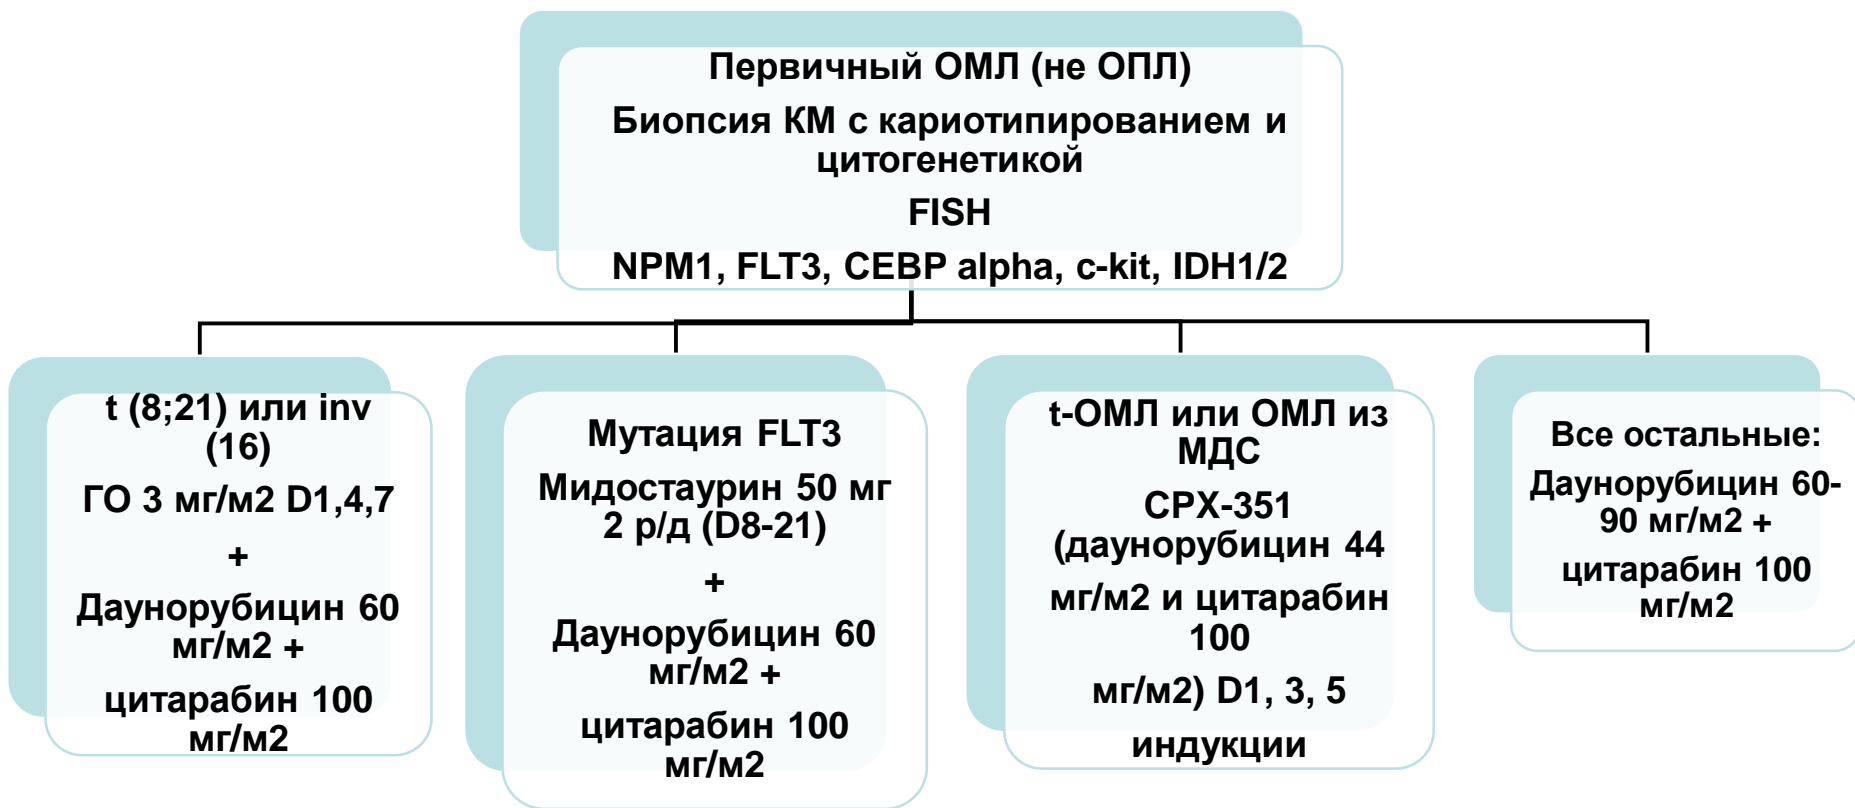 Первичный ОМЛ (не ОПЛ)
Биопсия КМ с кариотипированием и
цитогенетикой
FISH
NPM1, FLT3, CEBP alpha, c-kit, IDH1/2
t (8;21) или inv
(16)
ГО 3 мг/м2 D1,4,7
+
Даунорубицин 60
мг/м2 +
цитарабин 100
мг/м2
Мутация FLT3
Мидостаурин 50 мг
2 р/д (D8-21)
+
Даунорубицин 60
мг/м2 +
цитарабин 100
мг/м2
t-ОМЛ или ОМЛ из
МДС
CPX-351
(даунорубицин 44
мг/м2 и цитарабин
100
мг/м2) D1, 3, 5
индукции
Все остальные:
Даунорубицин 60-
90 мг/м2 +
цитарабин 100
мг/м2